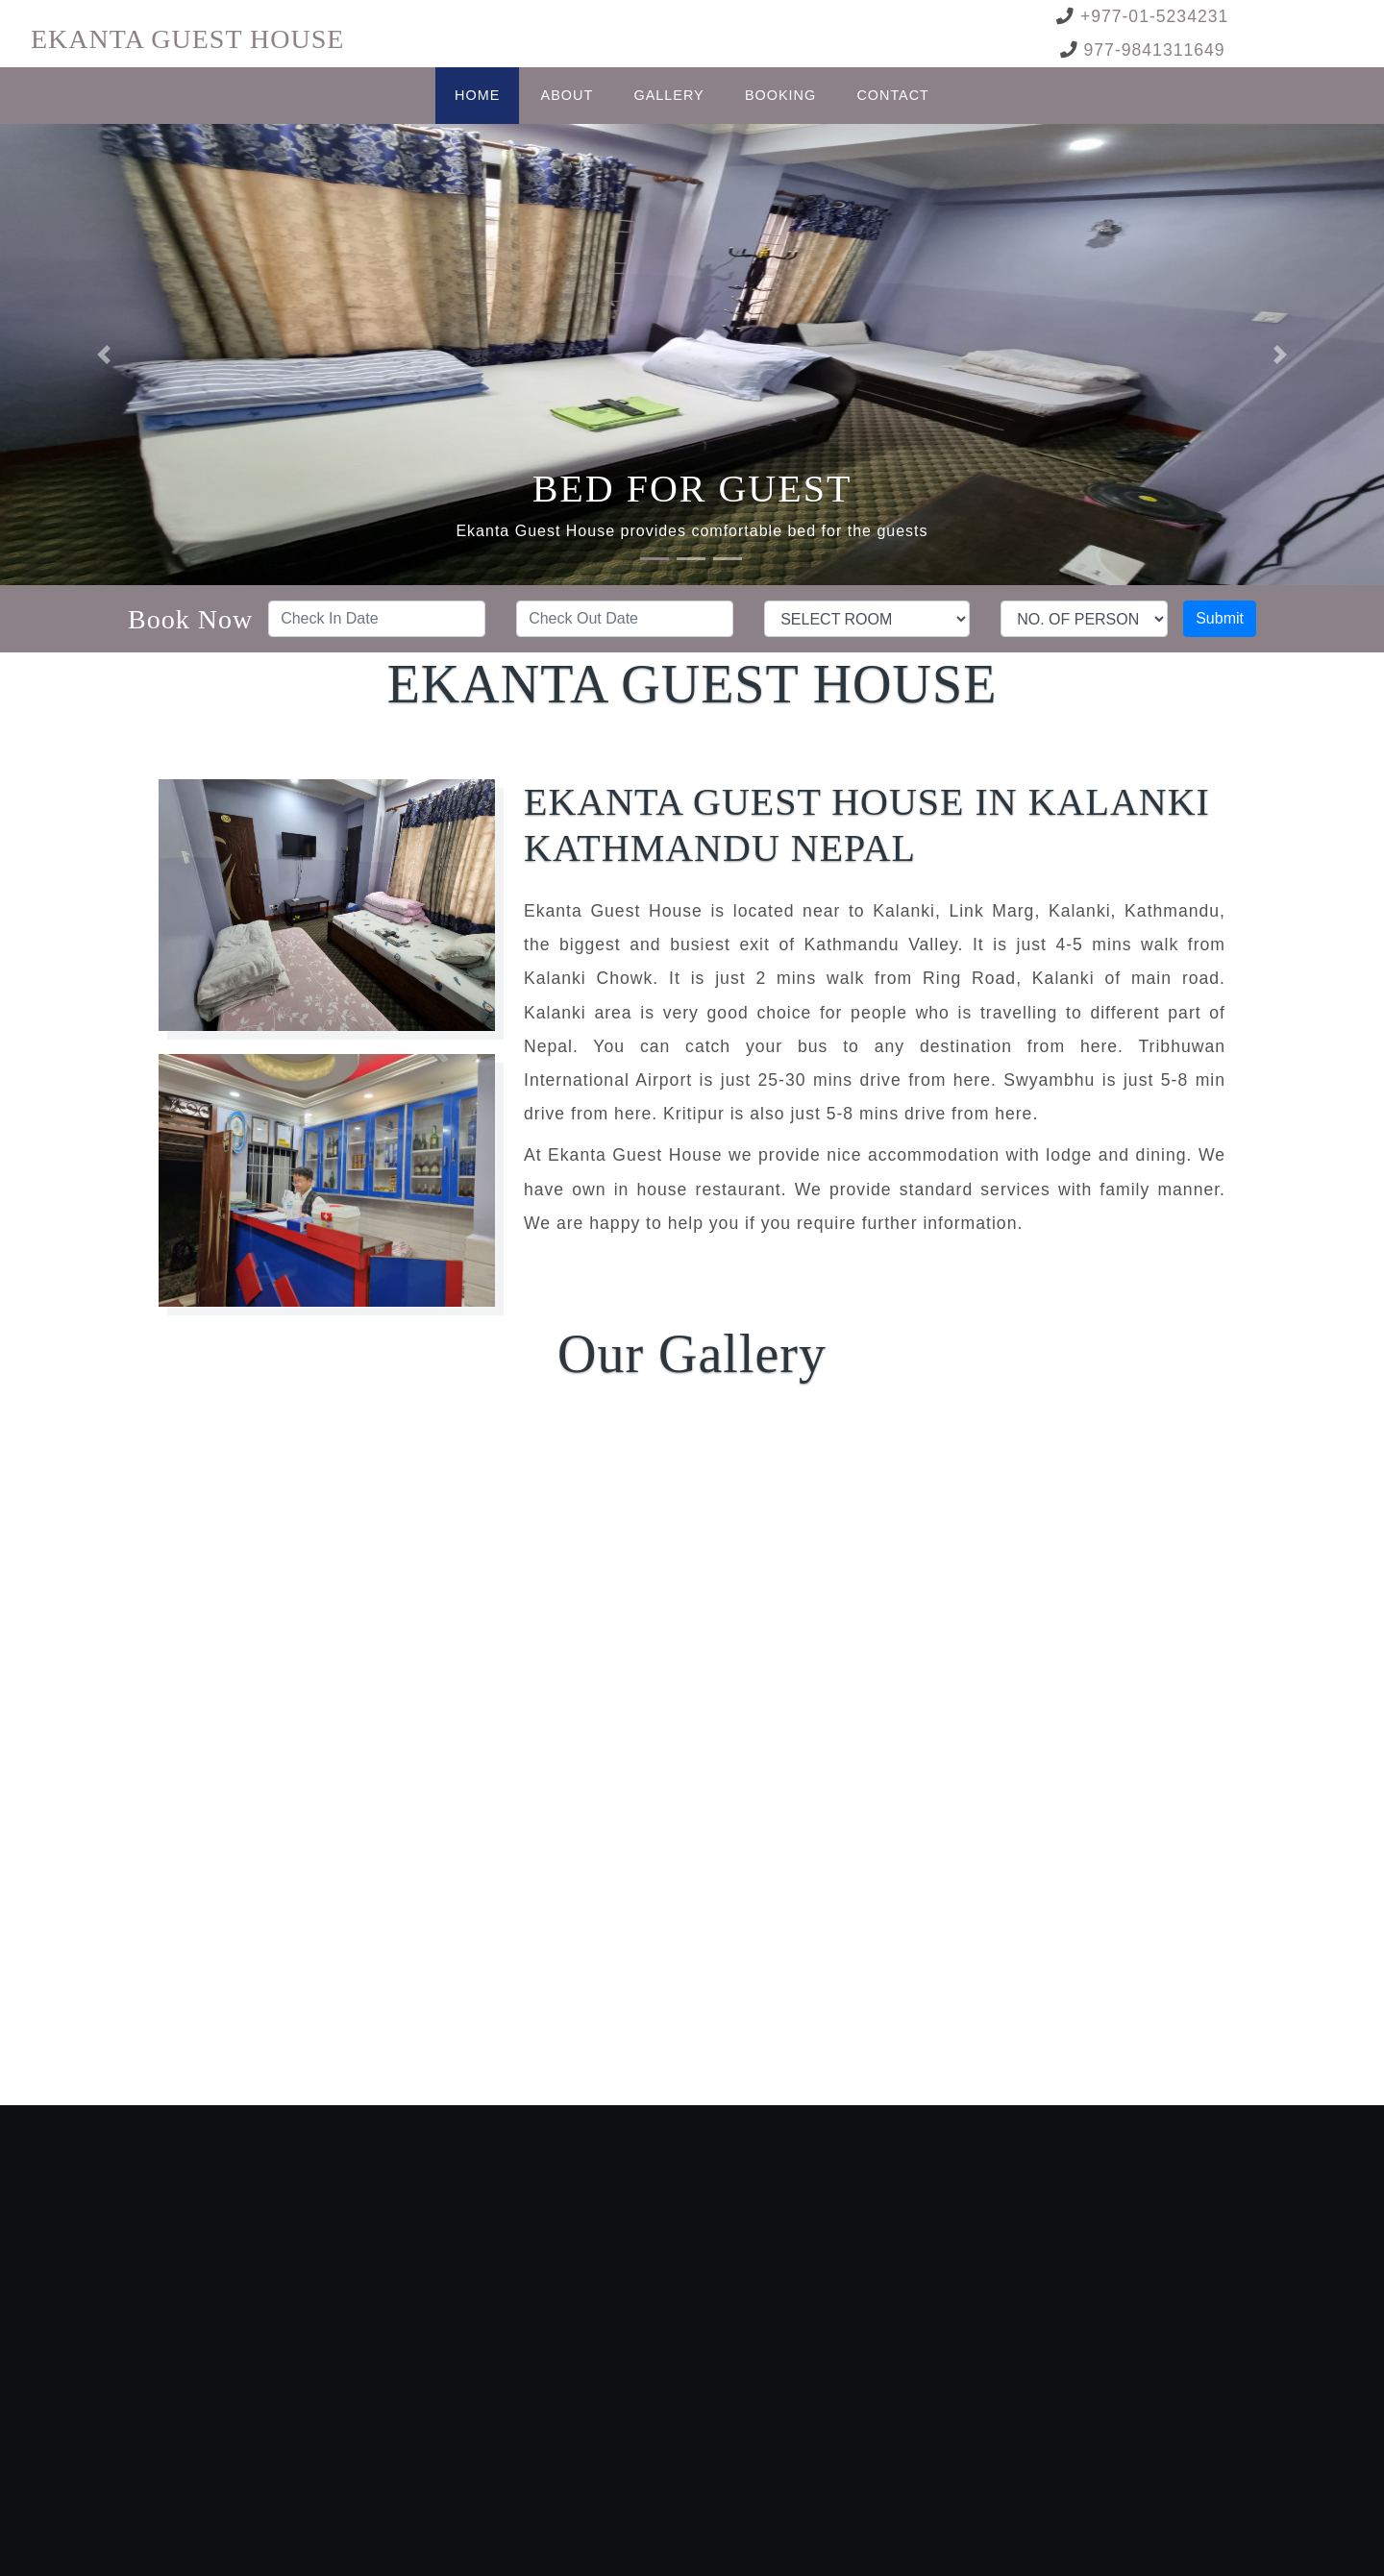 EKANTA GUEST HOUSE
+977-01-5234231
977-9841311649
HOME ABOUT GALLERY BOOKING CONTACT
BED FOR GUEST
Ekanta Guest House provides comfortable bed for the guests
Book Now Check In Date Check Out Date SELECT ROOM NO. OF PERSON Submit
EKANTA GUEST HOUSE
EKANTA GUEST HOUSE IN KALANKI
KATHMANDU NEPAL
Ekanta Guest House is located near to Kalanki, Link Marg, Kalanki, Kathmandu,
the biggest and busiest exit of Kathmandu Valley. It is just 4-5 mins walk from
Kalanki Chowk. It is just 2 mins walk from Ring Road, Kalanki of main road.
Kalanki area is very good choice for people who is travelling to different part of
Nepal. You can catch your bus to any destination from here. Tribhuwan
International Airport is just 25-30 mins drive from here. Swyambhu is just 5-8 min
drive from here. Kritipur is also just 5-8 mins drive from here.
At Ekanta Guest House we provide nice accommodation with lodge and dining. We
have own in house restaurant. We provide standard services with family manner.
We are happy to help you if you require further information.
Our Gallery